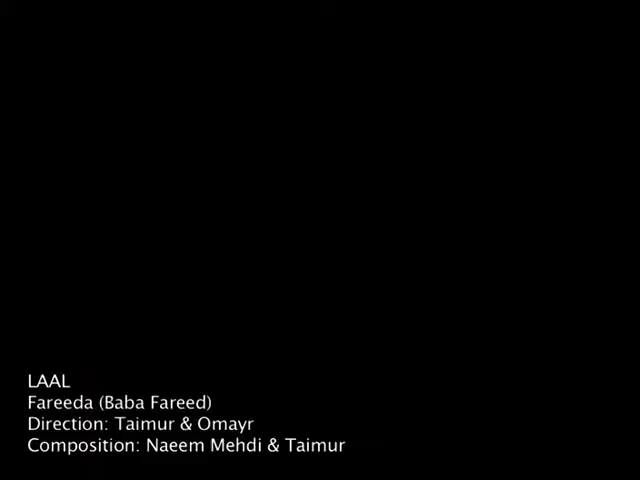 LAAL
Fareeda (Baba Fareed)
Direction: Taimur & Omayr
Composition: Naeem Mehdi & Taimur